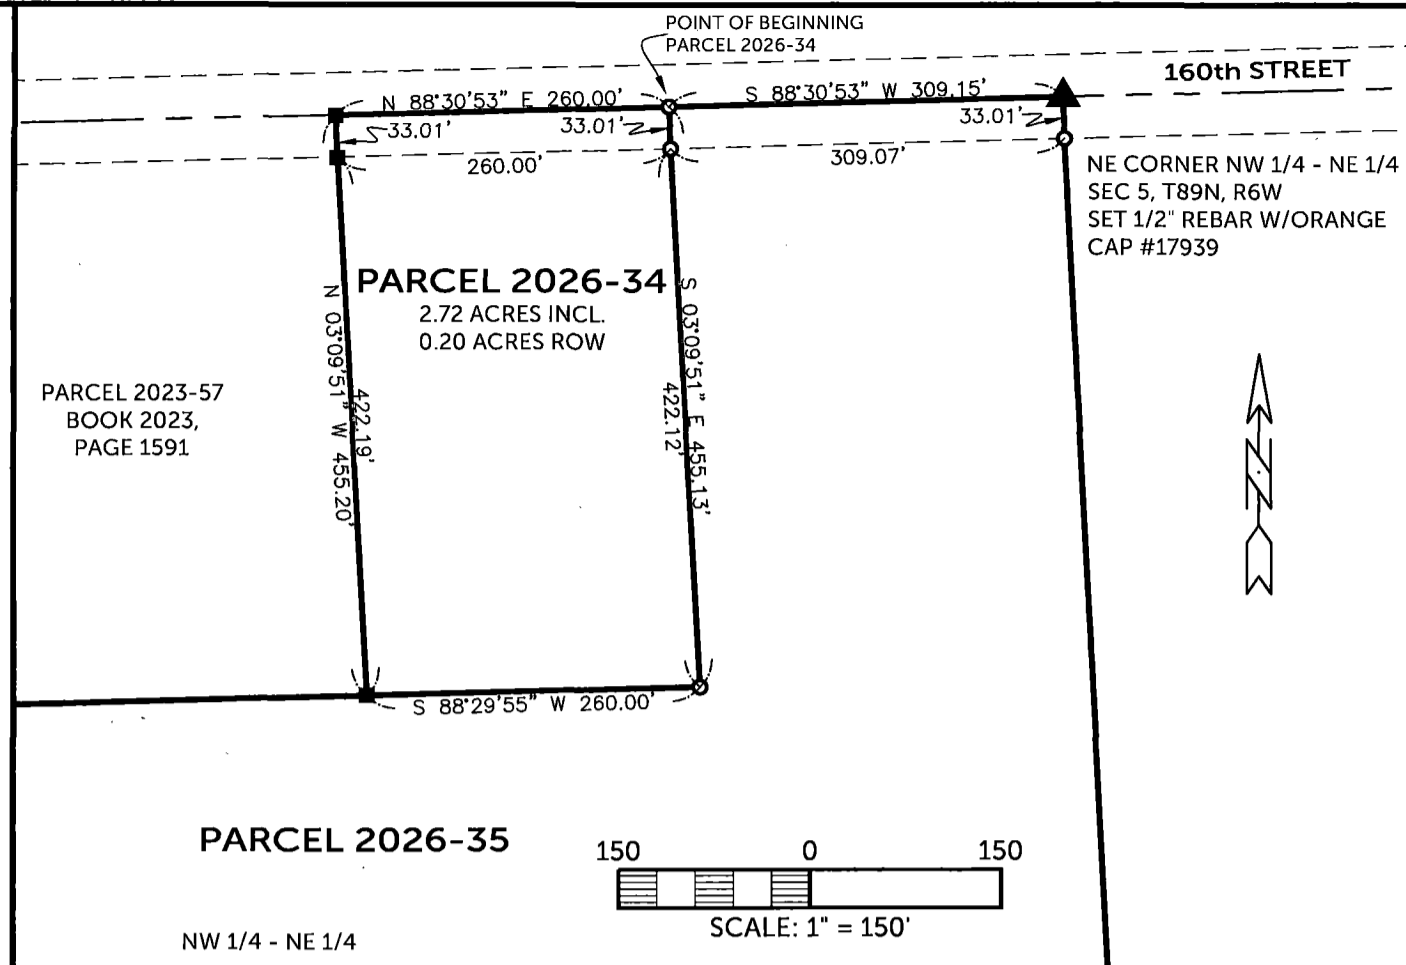 POINT OF BEGINNING
PARCEL 2026-34
160th STREET
N 88°30'53" E 260.00'
S 88°30'53" W 309.15'
33.01'
33.01'
33.01'
260.00'
309.07'
NE CORNER NW 1/4 - NE 1/4
SEC 5, T89N, R6W
SET 1/2" REBAR W/ORANGE
CAP #17939
PARCEL 2026-34
2.72 ACRES INCL.
0.20 ACRES ROW
N 03°09'51" W 455.20'
422.19'
S 03°09'51" E 455.13'
422.12'
PARCEL 2023-57
BOOK 2023,
PAGE 1591
N
S 88°29'55" W 260.00'
PARCEL 2026-35
150 0 150
SCALE: 1" = 150'
NW 1/4 - NE 1/4